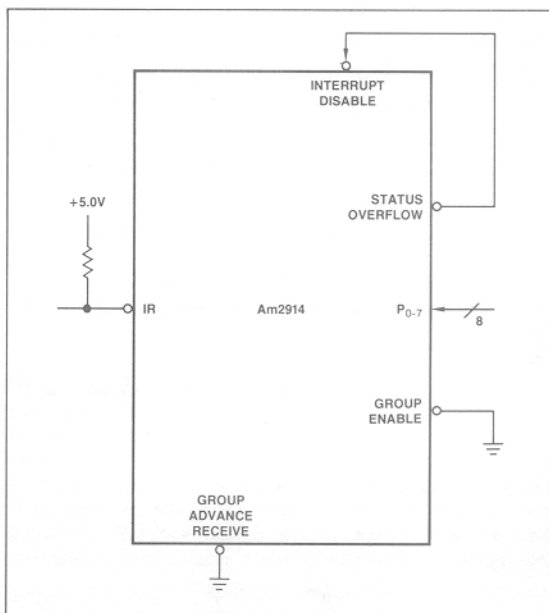 INTERRUPT
DISABLE
STATUS
OVERFLOW
+5.0V
IR
Am2914
P0-7
8
GROUP
ENABLE
GROUP
ADVANCE
RECEIVE